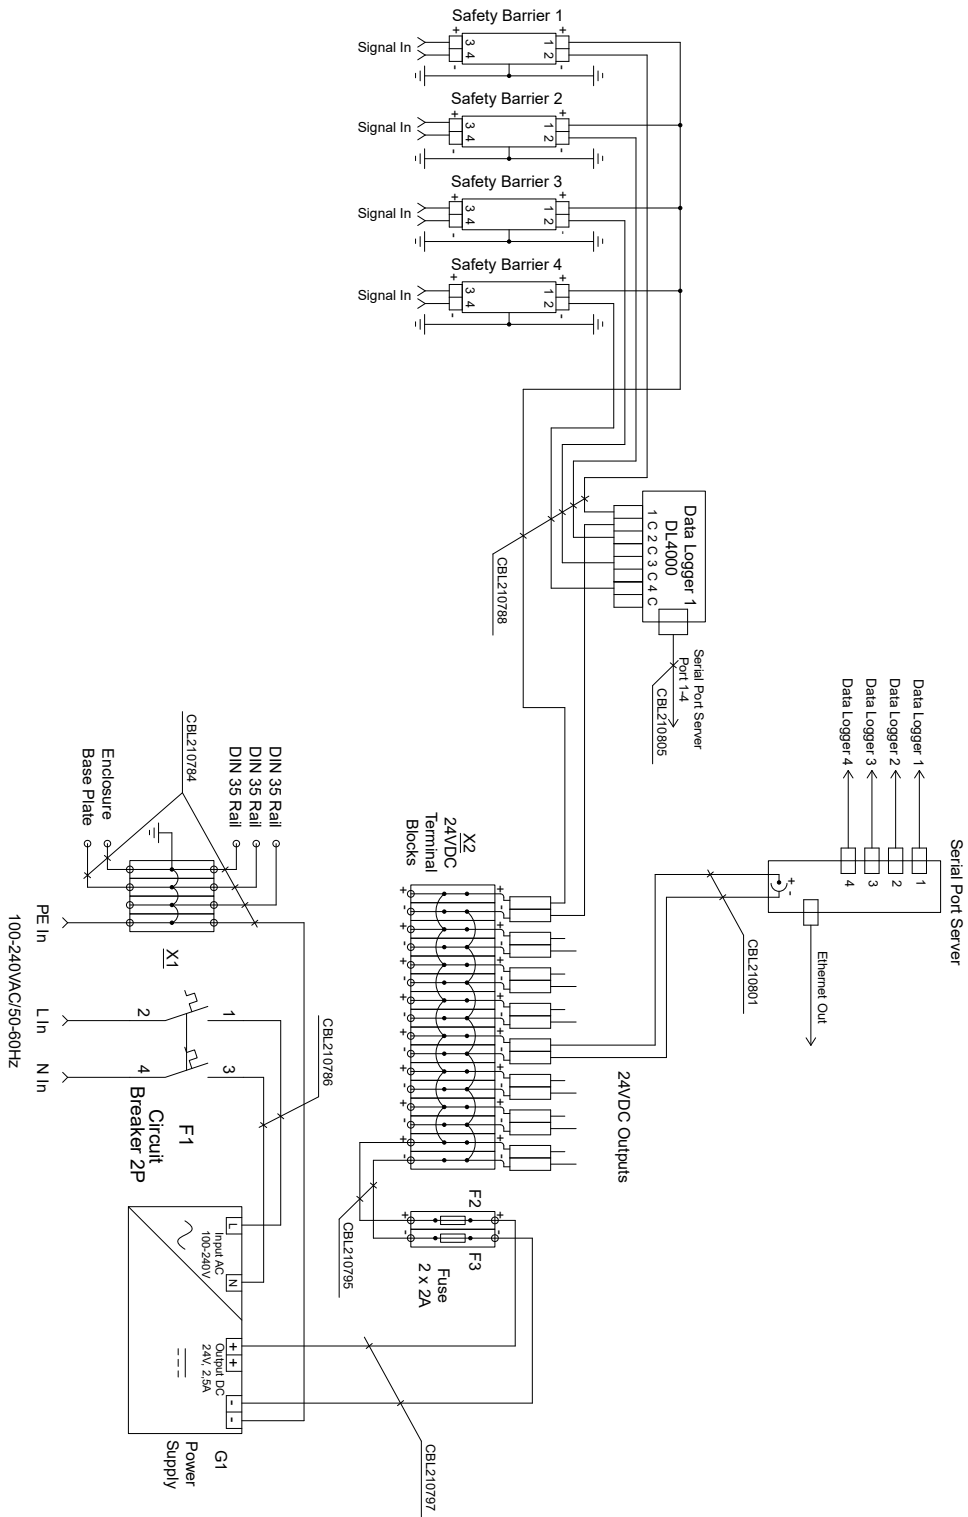 Safety Barrier 1
Signal In
+ 3 1 +
- 4 2 -
Safety Barrier 2
Signal In
+ 3 1 +
- 4 2 -
Safety Barrier 3
Signal In
+ 3 1 +
- 4 2 -
Safety Barrier 4
Signal In
+ 3 1 +
- 4 2 -
Data Logger 1
DL4000
1 C 2 C 3 C 4 C
CBL210788
Serial Port Server
Port 1-4
CBL210805
Serial Port Server
Data Logger 1
Data Logger 2
Data Logger 3
Data Logger 4
1
2
3
4
+ -
Ethernet Out
CBL210801
CBL210784
DIN 35 Rail
DIN 35 Rail
DIN 35 Rail
Enclosure
Base Plate
X1
PE In
L In
N In
100-240VAC/50-60Hz
X2
24VDC
Terminal
Blocks
+ - + - + - + - + - + - + - + -
+ - + - + - + - + - + - + - + -
24VDC Outputs
1
2
3
4
F1
Circuit
Breaker 2P
CBL210786
CBL210795
F2
F3
+ -
+ -
Fuse
2 x 2A
L
N
Input AC
100-240V
+ +
- -
Output DC
24V, 2,5A
G1
Power
Supply
CBL210797